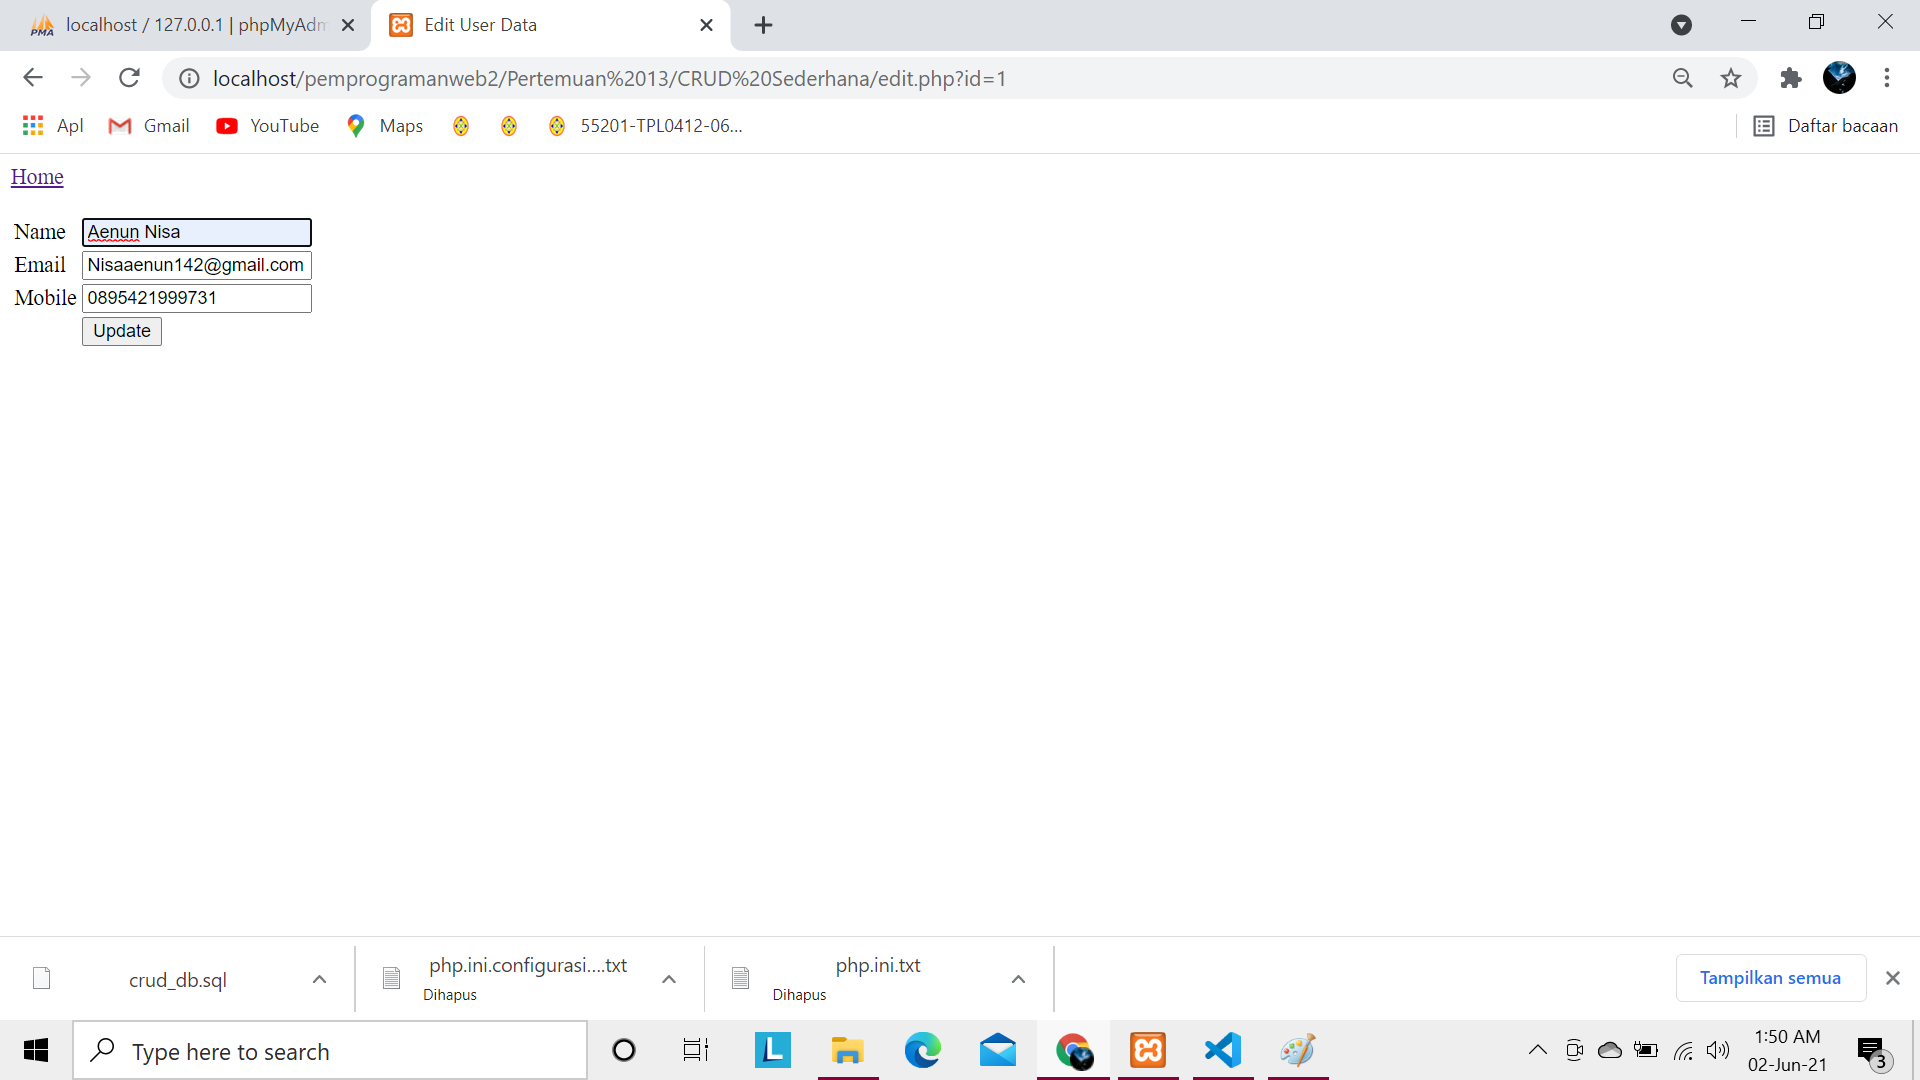 PMA
localhost / 127.0.0.1 | phpMyAdm
Edit User Data
localhost/pemprogramanweb2/Pertemuan%2013/CRUD%20Sederhana/edit.php?id=1
Apl
Gmail
YouTube
Maps
55201-TPL0412-06...
Daftar bacaan
Home
Name Aenun Nisa
Email Nisaaenun142@gmail.com
Mobile 0895421999731
Update
crud_db.sql
php.ini.configurasi....txt
Dihapus
php.ini.txt
Dihapus
Tampilkan semua
Type here to search
L
1:50 AM
02-Jun-21
3